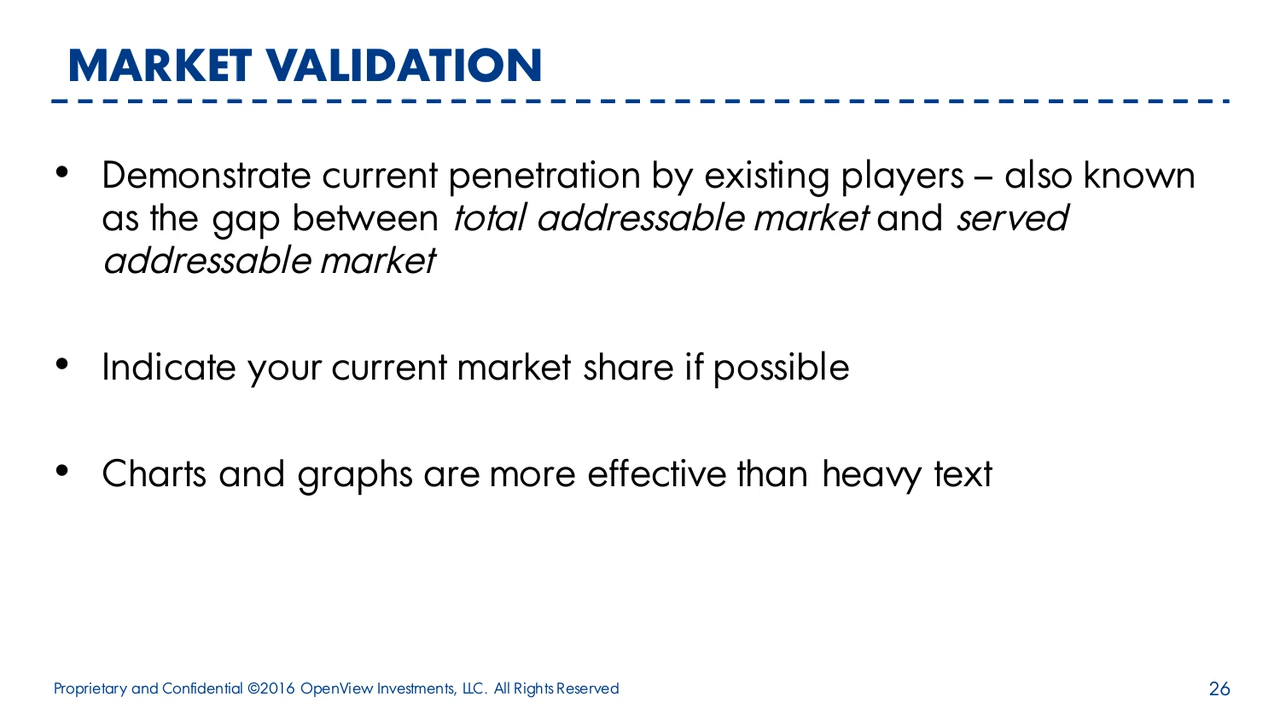 MARKET VALIDATION
• Demonstrate current penetration by existing players – also known
as the gap between total addressable market and served
addressable market
• Indicate your current market share if possible
• Charts and graphs are more effective than heavy text
Proprietary and Confidential ©2016 OpenView Investments, LLC. All Rights Reserved
26